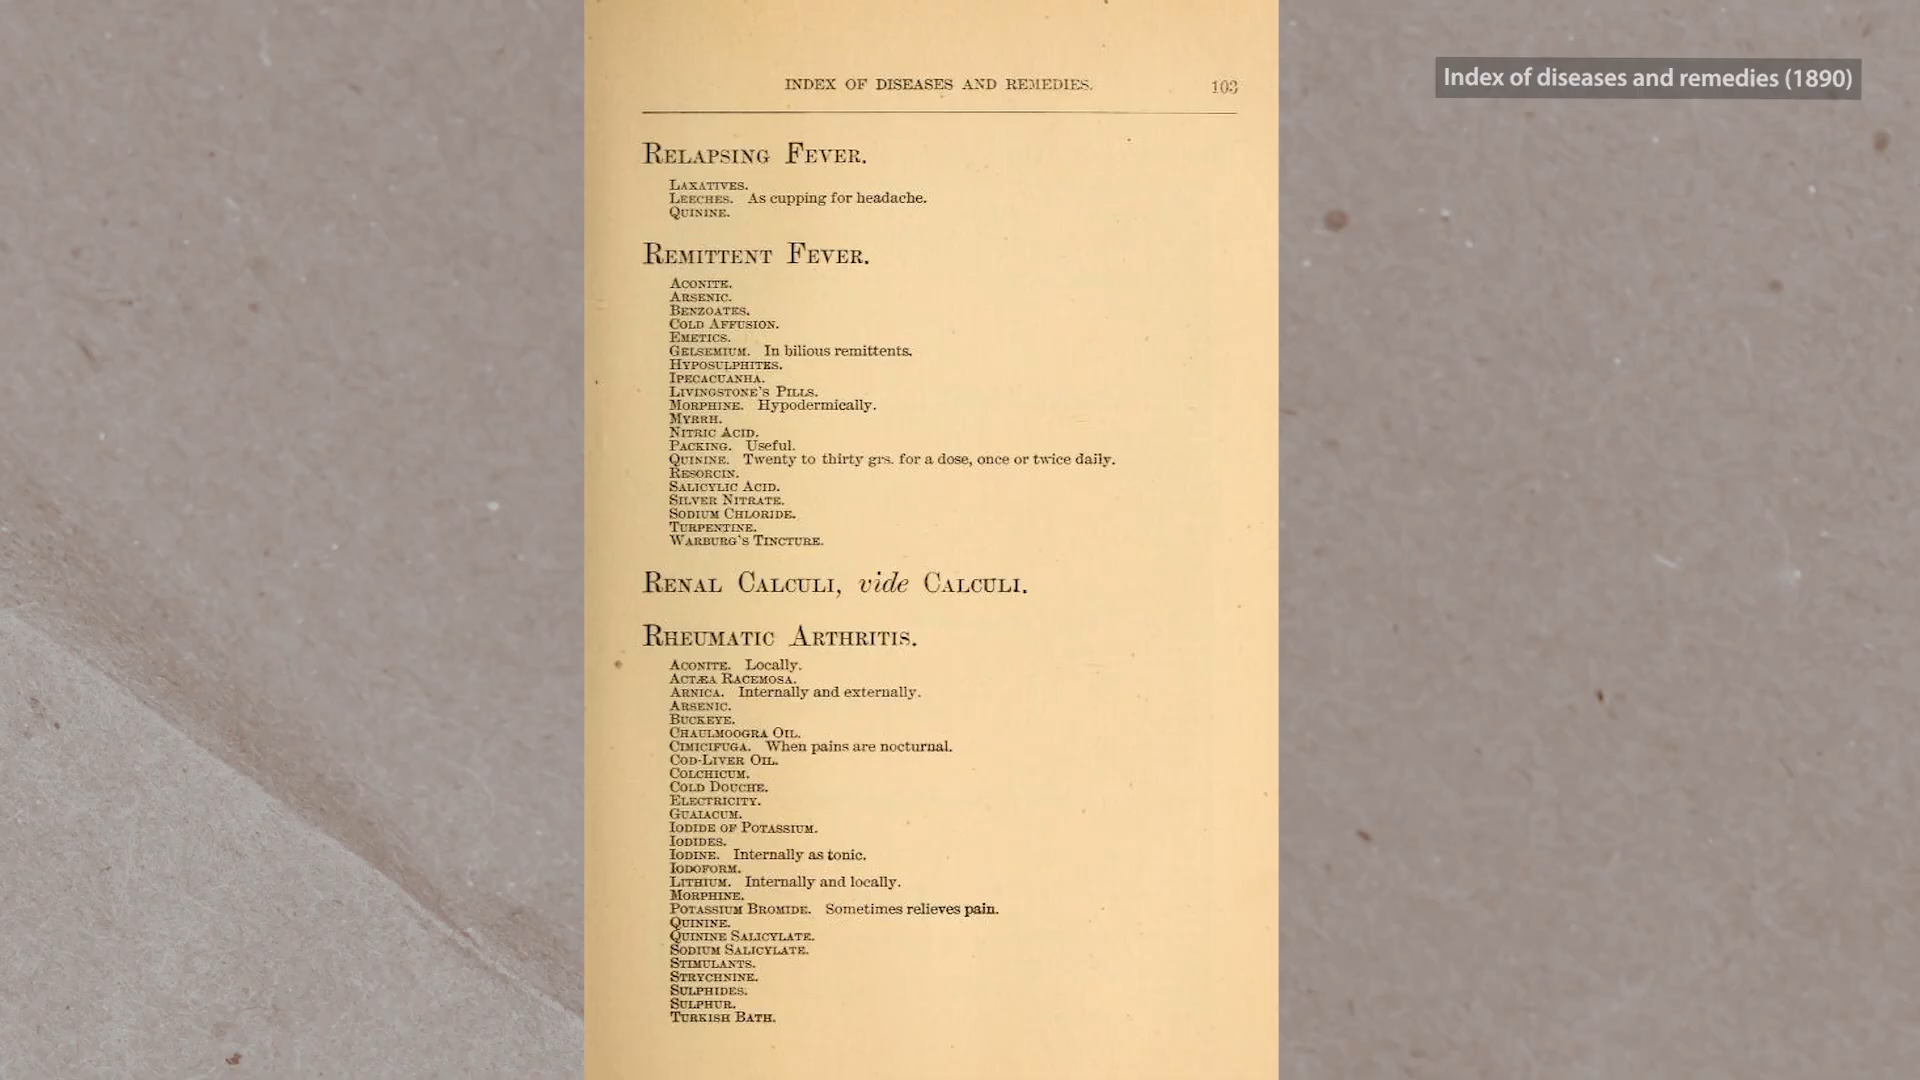 Index of diseases and remedies (1890)
INDEX OF DISEASES AND REMEDIES. 103
RELAPSING FEVER.
LAXATIVES.
LEECHES. As cupping for headache.
QUININE.
REMITTENT FEVER.
ACONITE.
ARSENIC.
BENZOATES.
COLD AFFUSION.
EMETICS.
GELSEMIUM. In bilious remittents.
HYPOSULPHITES.
IPECACUANHA.
LIVINGSTONE'S PILLS.
MORPHINE. Hypodermically.
MYRRH.
NITRIC ACID.
PACKING. Useful.
QUININE. Twenty to thirty grs. for a dose, once or twice daily.
RESORCIN.
SALICYLIC ACID.
SILVER NITRATE.
SODIUM CHLORIDE.
TURPENTINE.
WARBURG'S TINCTURE.
RENAL CALCULI, vide CALCULI.
RHEUMATIC ARTHRITIS.
ACONITE. Locally.
ACTÆA RACEMOSA.
ARNICA. Internally and externally.
ARSENIC.
BUCKEYE.
CHAULMOOGRA OIL.
CIMICIFUGA. When pains are nocturnal.
COD-LIVER OIL.
COLCHICUM.
COLD DOUCHE.
ELECTRICITY.
GUAIACUM.
IODIDE OF POTASSIUM.
IODIDES.
IODINE. Internally as tonic.
IODOFORM.
LITHIUM. Internally and locally.
MORPHINE.
POTASSIUM BROMIDE. Sometimes relieves pain.
QUININE.
QUININE SALICYLATE.
SODIUM SALICYLATE.
STIMULANTS.
STRYCHNINE.
SULPHIDES.
SULPHUR.
TURKISH BATH.